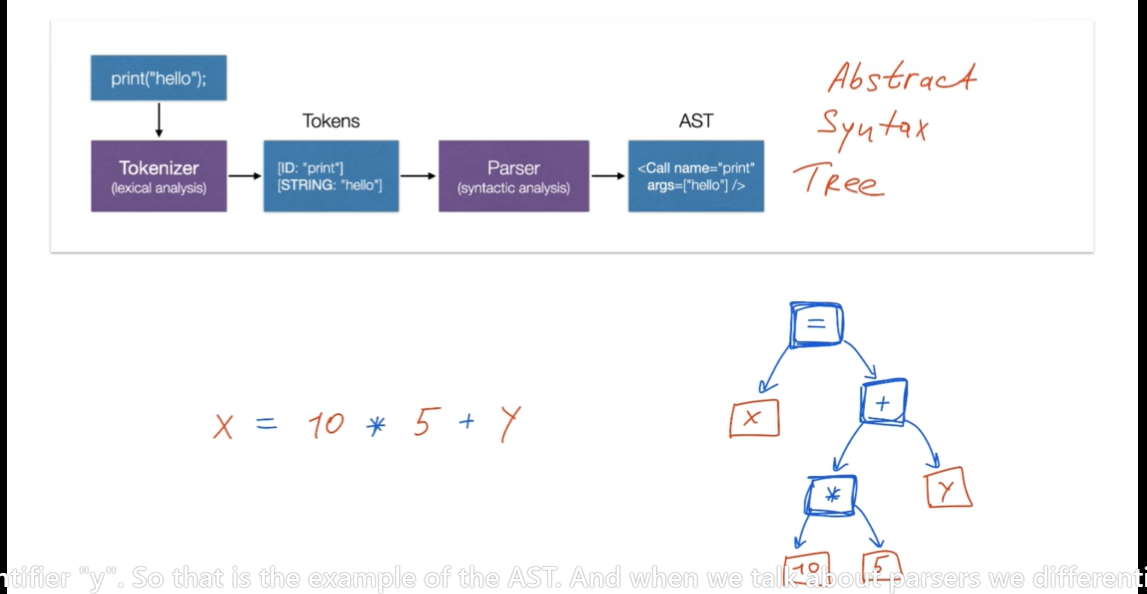 print("hello");
Tokens
AST
Abstract
Syntax
Tree
Tokenizer
(lexical analysis)
[ID: "print"]
[STRING: "hello"]
Parser
(syntactic analysis)
<Call name="print"
args=["hello"] />
=
X
+
X = 10 * 5 + Y
*
Y
10
5
"y". So that is the example of the AST. And when we talk about parsers we